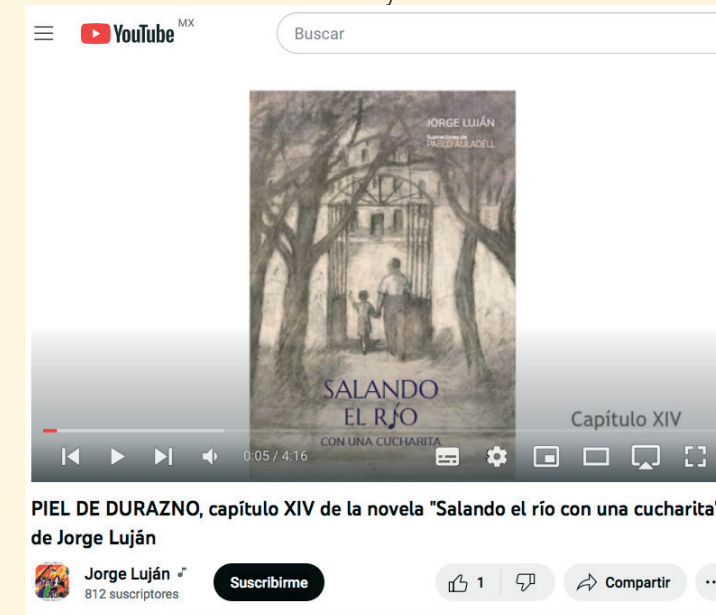 YouTube MX
Buscar
JORGE LUJÁN
Ilustraciones de
PABLO AULADELL
SALANDO
EL RÍO
CON UNA CUCHARITA
Capítulo XIV
0:05 / 4:16
PIEL DE DURAZNO, capítulo XIV de la novela "Salando el río con una cucharita"
de Jorge Luján
Jorge Luján
812 suscriptores
Suscribirme
1
Compartir